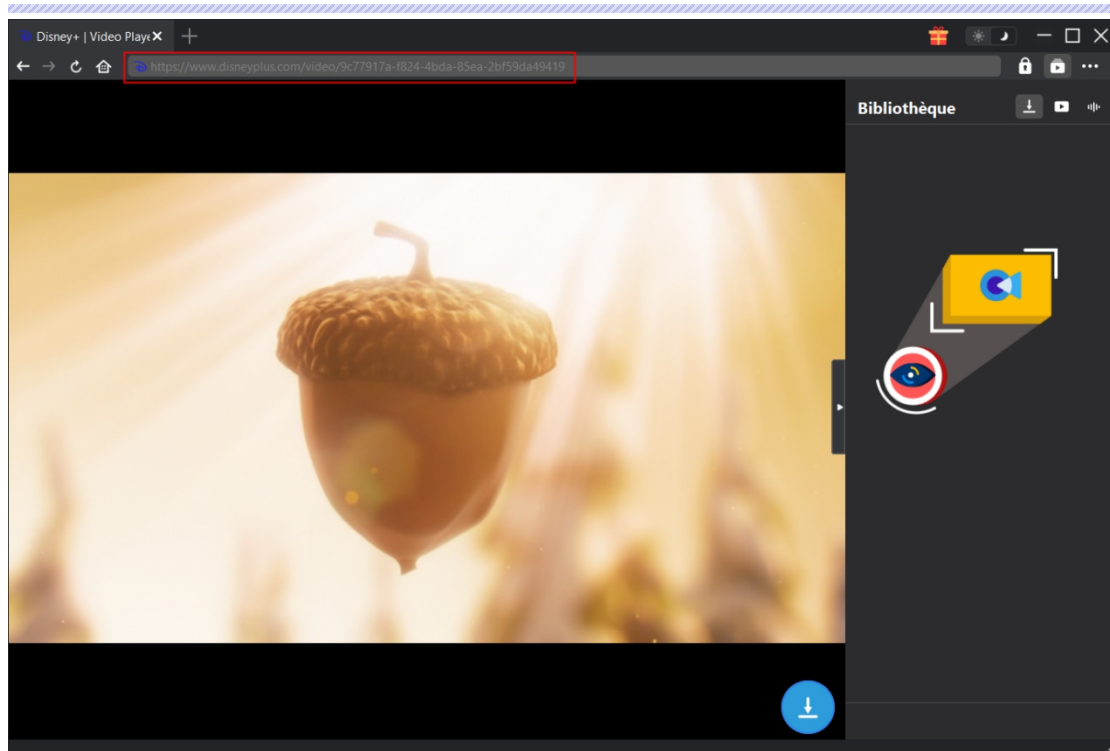 Disney+ | Video Playe
https://www.disneyplus.com/video/9c77917a-f824-4bda-85ea-2bf59da49419
Bibliothèque